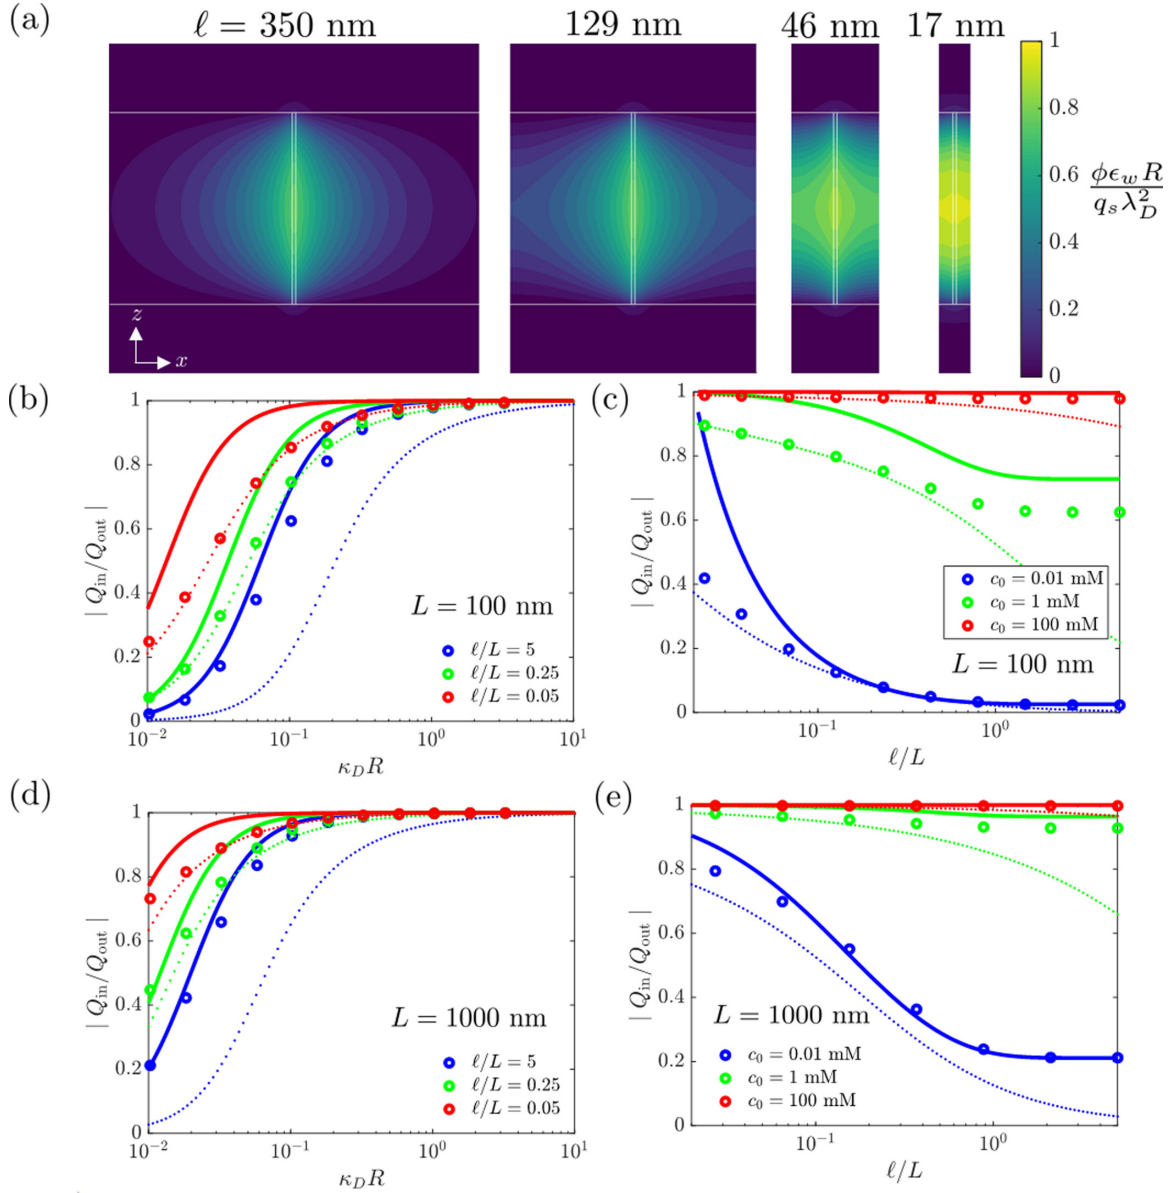 (a)
ℓ = 350 nm
129 nm
46 nm
17 nm
1
0.8
0.6
0.4
0.2
0
ϕϵ_w R
q_s λ_D^2
z
x
(b)
| Q_in/Q_out |
1
0.8
0.6
0.4
0.2
0
10^-2
10^-1
10^0
10^1
κ_D R
L = 100 nm
ℓ/L = 5
ℓ/L = 0.25
ℓ/L = 0.05
(c)
| Q_in/Q_out |
1
0.8
0.6
0.4
0.2
0
10^-1
10^0
ℓ/L
c_0 = 0.01 mM
c_0 = 1 mM
c_0 = 100 mM
L = 100 nm
(d)
| Q_in/Q_out |
1
0.8
0.6
0.4
0.2
0
10^-2
10^-1
10^0
10^1
κ_D R
L = 1000 nm
ℓ/L = 5
ℓ/L = 0.25
ℓ/L = 0.05
(e)
| Q_in/Q_out |
1
0.8
0.6
0.4
0.2
0
10^-1
10^0
ℓ/L
L = 1000 nm
c_0 = 0.01 mM
c_0 = 1 mM
c_0 = 100 mM